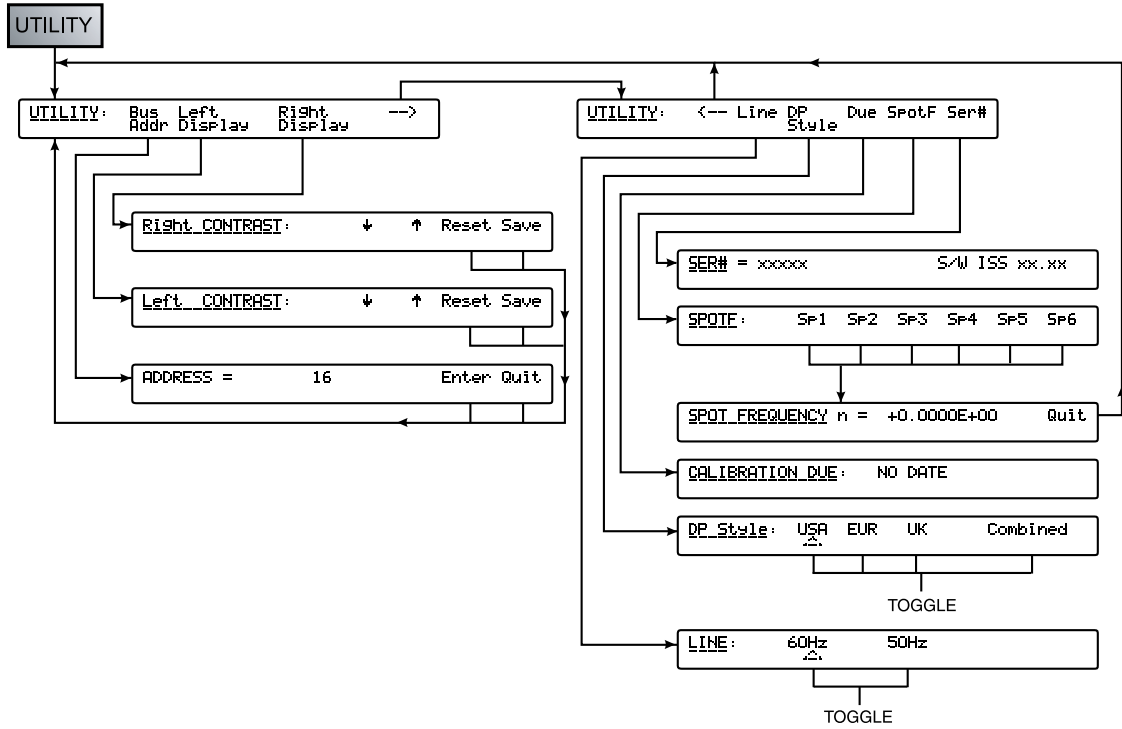 UTILITY
UTILITY: Bus Left Right -->
Addr Display Display
UTILITY: <-- Line DP Due SpotF Ser#
Style
Right CONTRAST: ↓ ↑ Reset Save
Left CONTRAST: ↓ ↑ Reset Save
ADDRESS = 16 Enter Quit
SER# = xxxxx S/W ISS xx.xx
SPOTF: Sp1 Sp2 Sp3 Sp4 Sp5 Sp6
SPOT FREQUENCY n = +0.0000E+00 Quit
CALIBRATION DUE: NO DATE
DP Style: USA EUR UK Combined
TOGGLE
LINE: 60Hz 50Hz
TOGGLE